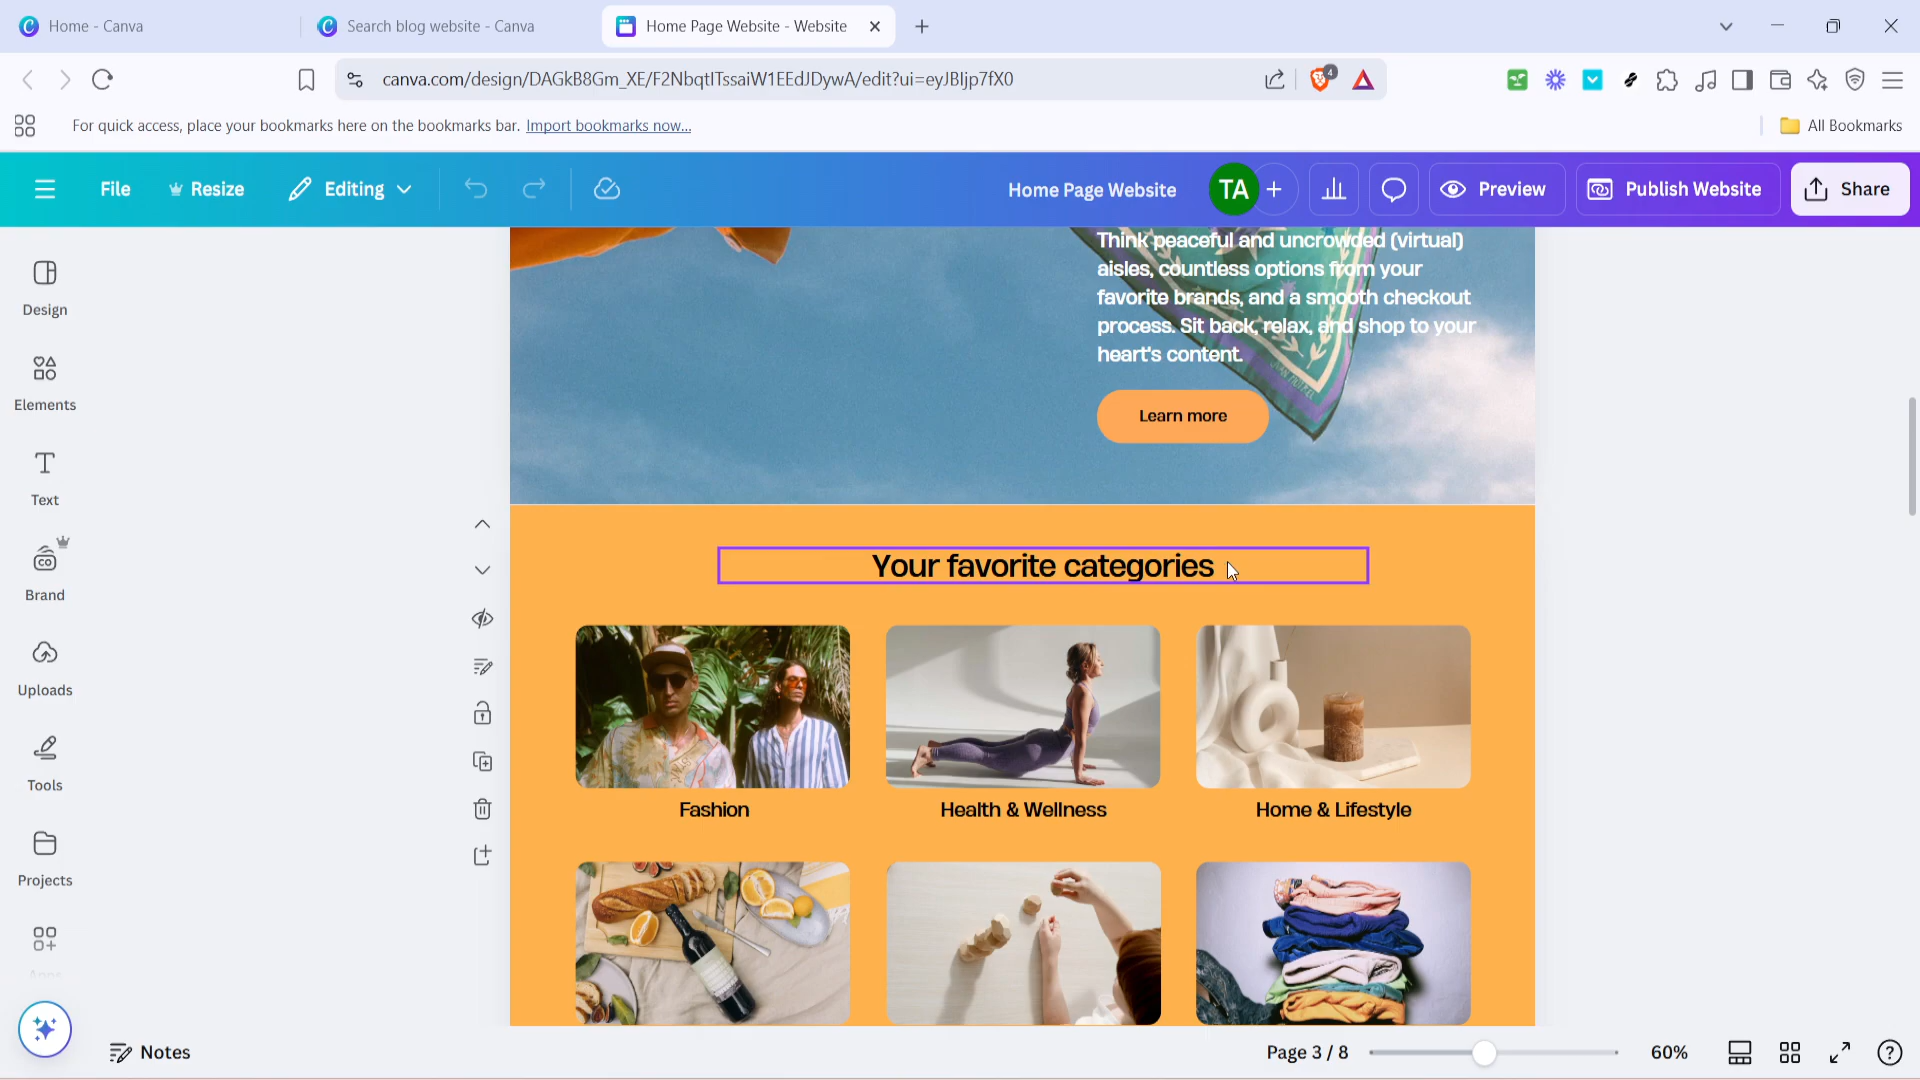 Home - Canva
Search blog website - Canva
Home Page Website - Website
canva.com/design/DAGkB8Gm_XE/F2NbqtlTssaiW1EEdJDywA/edit?ui=eyJBIjp7fX0
4
For quick access, place your bookmarks here on the bookmarks bar. Import bookmarks now...
All Bookmarks
File
Resize
Editing
Home Page Website
TA
Preview
Publish Website
Share
Design
Elements
Text
Brand
Uploads
Tools
Projects
Apps
Think peaceful and uncrowded (virtual)
aisles, countless options from your
favorite brands, and a smooth checkout
process. Sit back, relax, and shop to your
heart's content.
Learn more
Your favorite categories
Fashion
Health & Wellness
Home & Lifestyle
Notes
Page 3 / 8
60%